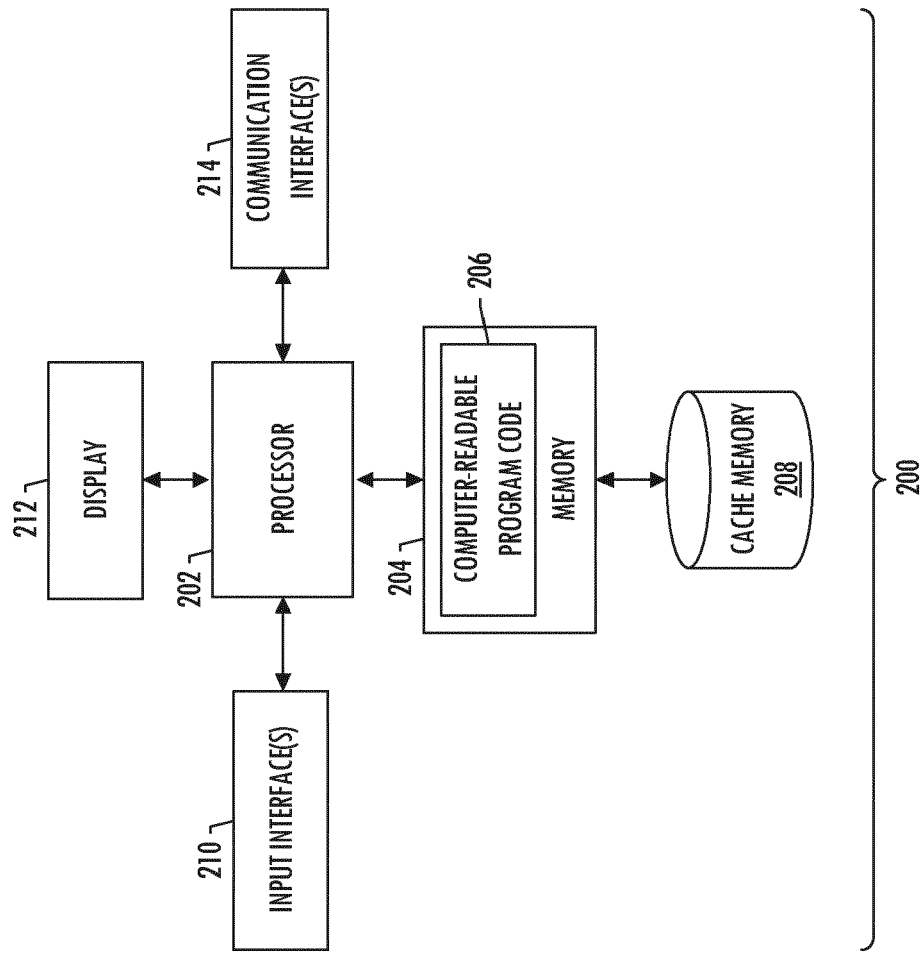 212
DISPLAY
214
COMMUNICATION
INTERFACE(S)
202
PROCESSOR
210
INPUT INTERFACE(S)
204
206
COMPUTER-READABLE
PROGRAM CODE
MEMORY
CACHE MEMORY
208
200